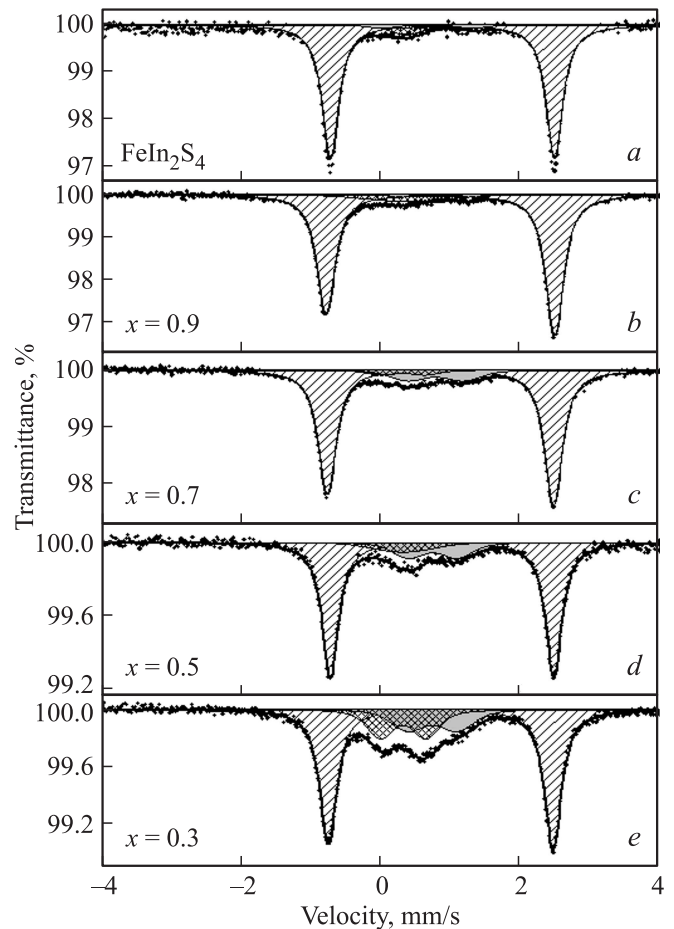 100
99
98
97
FeIn₂S₄
a
100
99
98
97
96
x = 0.9
b
100
99
98
x = 0.7
c
100.0
99.6
99.2
x = 0.5
d
100.0
99.6
99.2
x = 0.3
e
Transmittance, %
–4 –2 0 2 4
Velocity, mm/s